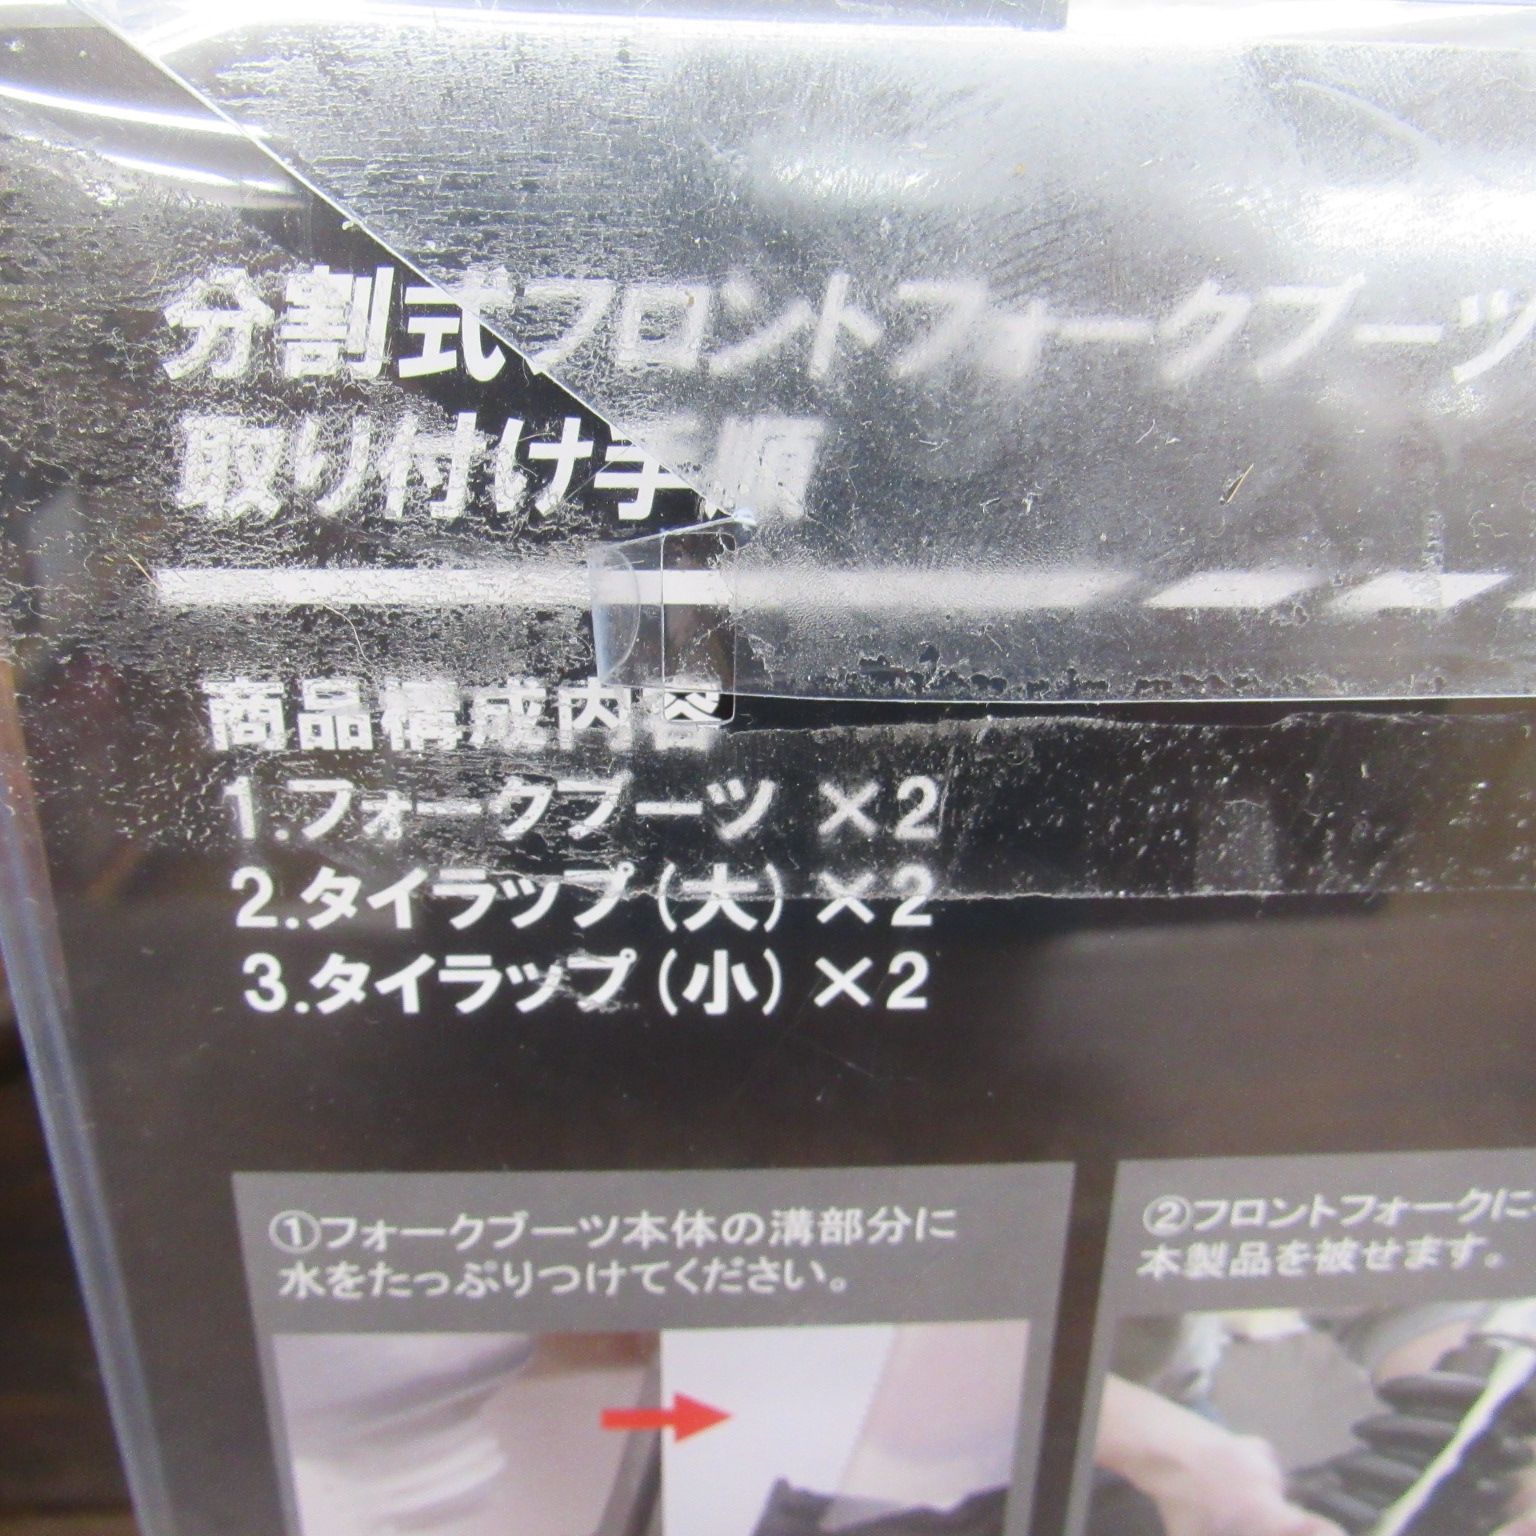 分割式フロントフォークブーツ
取り付け手順
商品構成内容
1.フォークブーツ ×2
2.タイラップ(大)×2
3.タイラップ(小)×2
①フォークブーツ本体の溝部分に
水をたっぷりつけてください。
②フロントフォークに
本製品を被せます。